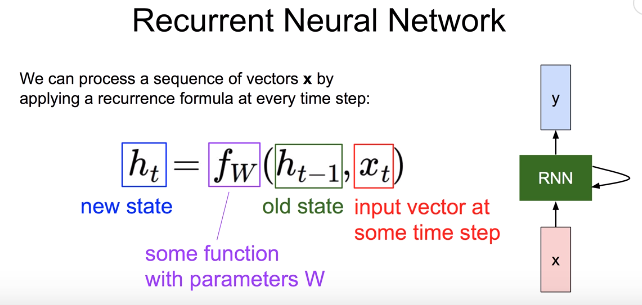 Recurrent Neural Network
We can process a sequence of vectors x by
applying a recurrence formula at every time step:
h_t = f_W(h_{t-1}, x_t)
new state
old state
input vector at
some time step
some function
with parameters W
y
RNN
x